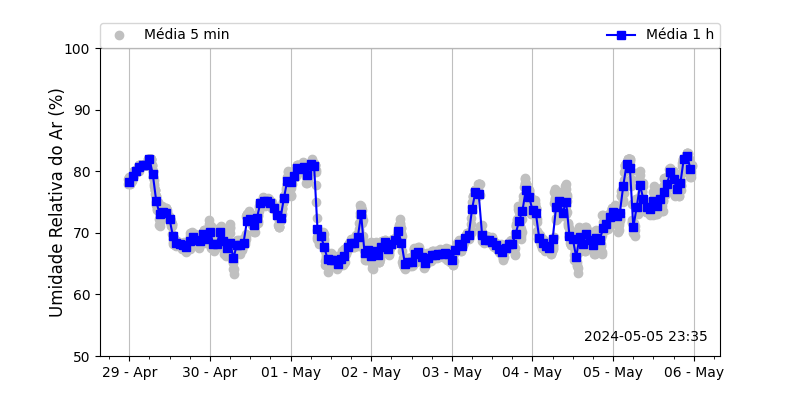 Média 5 min
Média 1 h
Umidade Relativa do Ar (%)
100
90
80
70
60
50
2024-05-05 23:35
29 - Apr
30 - Apr
01 - May
02 - May
03 - May
04 - May
05 - May
06 - May